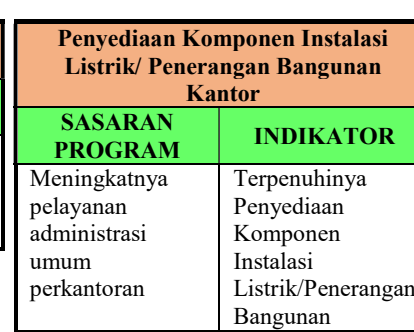 Penyediaan Komponen Instalasi
Listrik/ Penerangan Bangunan
Kantor
SASARAN
PROGRAM
INDIKATOR
Meningkatnya
pelayanan
administrasi
umum
perkantoran
Terpenuhinya
Penyediaan
Komponen
Instalasi
Listrik/Penerangan
Bangunan